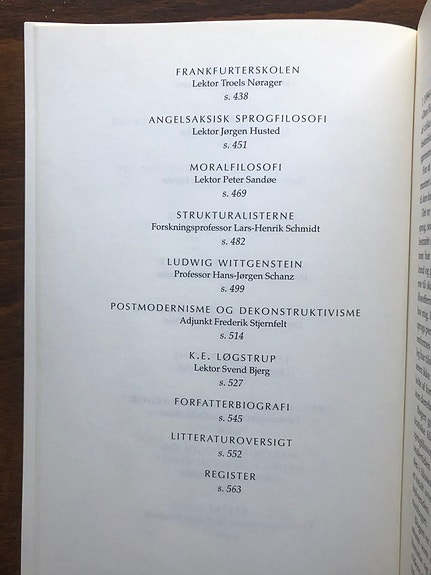 FRANKFURTERSKOLEN
Lektor Troels Nørager
s. 438
ANGELSAKSISK SPROGFILOSOFI
Lektor Jørgen Husted
s. 451
MORALFILOSOFI
Lektor Peter Sandøe
s. 469
STRUKTURALISTERNE
Forskningsprofessor Lars-Henrik Schmidt
s. 482
LUDWIG WITTGENSTEIN
Professor Hans-Jørgen Schanz
s. 499
POSTMODERNISME OG DEKONSTRUKTIVISME
Adjunkt Frederik Stjernfelt
s. 514
K.E. LØGSTRUP
Lektor Svend Bjerg
s. 527
FORFATTERBIOGRAFI
s. 545
LITTERATUROVERSIGT
s. 552
REGISTER
s. 563